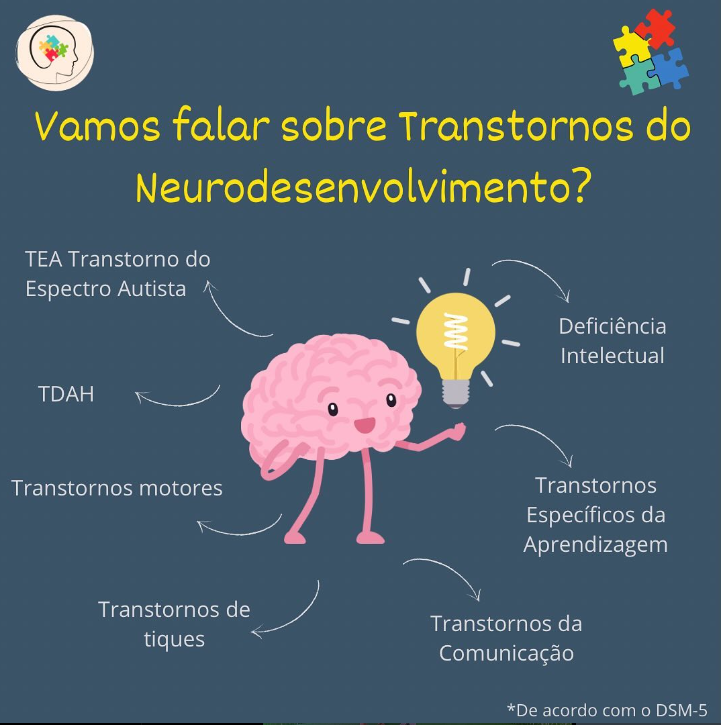 Vamos falar sobre Transtornos do
Neurodesenvolvimento?
TEA Transtorno do
Espectro Autista
TDAH
Transtornos motores
Transtornos de
tiques
Deficiência
Intelectual
Transtornos
Específicos da
Aprendizagem
Transtornos da
Comunicação
*De acordo com o DSM-5